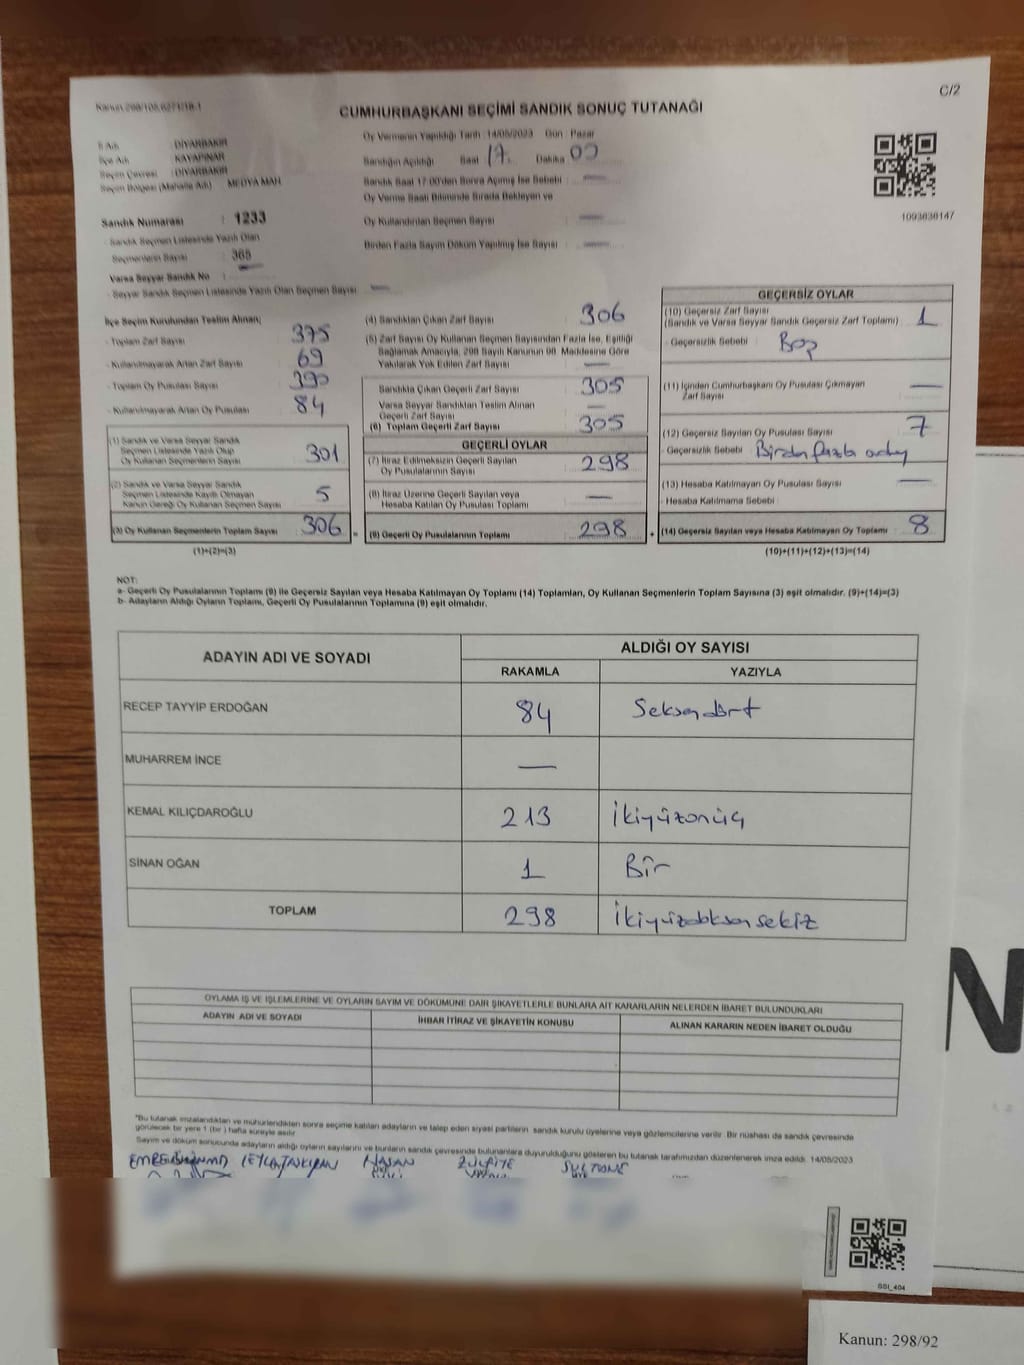 C/2
Kanun 298/105,6271/18-1
CUMHURBAŞKANI SEÇİMİ SANDIK SONUÇ TUTANAĞI
İl Adı : DİYARBAKIR
İlçe Adı : KAYAPINAR
Seçim Çevresi : DİYARBAKIR
Seçim Bölgesi (Mahalle Adı) : MEDYA MAH
Oy Vermenin Yapıldığı Tarih : 14/05/2023 Gün : Pazar
Sandığın Açıldığı Saat 17 Dakika 00
Sandık Saat 17:00'den Sonra Açılmış İse Sebebi : —
Oy Verme Saati Bitiminde Sırada Bekleyen ve
Oy Kullandırılan Seçmen Sayısı : —
Birden Fazla Sayım Döküm Yapılmış İse Sayısı : —
1093636147
Sandık Numarası : 1233
- Sandık Seçmen Listesinde Yazılı Olan
Seçmenlerin Sayısı : 365
Varsa Seyyar Sandık No : —
- Seyyar Sandık Seçmen Listesinde Yazılı Olan Seçmen Sayısı : —
İlçe Seçim Kurulundan Teslim Alınan;
- Toplam Zarf Sayısı : 375
- Kullanılmayarak Artan Zarf Sayısı : 69
- Toplam Oy Pusulası Sayısı : 390
- Kullanılmayarak Artan Oy Pusulası : 84
(1) Sandık ve Varsa Seyyar Sandık
Seçmen Listesinde Yazılı Olup
Oy Kullanan Seçmenlerin Sayısı : 301
(2) Sandık ve Varsa Seyyar Sandık
Seçmen Listesinde Kayıtlı Olmayan
Kanun Gereği Oy Kullanan Seçmen Sayısı : 5
(3) Oy Kullanan Seçmenlerin Toplam Sayısı : 306
(1)+(2)=(3)
(4) Sandıktan Çıkan Zarf Sayısı : 306
(5) Zarf Sayısı Oy Kullanan Seçmen Sayısından Fazla İse, Eşitliği
Sağlamak Amacıyla, 298 Sayılı Kanunun 98. Maddesine Göre
Yakılarak Yok Edilen Zarf Sayısı : —
Sandıkta Çıkan Geçerli Zarf Sayısı : 305
Varsa Seyyar Sandıktan Teslim Alınan
Geçerli Zarf Sayısı : —
(6) Toplam Geçerli Zarf Sayısı : 305
GEÇERLİ OYLAR
(7) İtiraz Edilmeksizin Geçerli Sayılan
Oy Pusulalarının Sayısı : 298
(8) İtiraz Üzerine Geçerli Sayılan veya
Hesaba Katılan Oy Pusulası Toplamı : —
= (9) Geçerli Oy Pusulalarının Toplamı : 298
GEÇERSİZ OYLAR
(10) Geçersiz Zarf Sayısı
(Sandık ve Varsa Seyyar Sandık Geçersiz Zarf Toplamı) : 1
- Geçersizlik Sebebi : Boş
(11) İçinden Cumhurbaşkanı Oy Pusulası Çıkmayan
Zarf Sayısı : —
(12) Geçersiz Sayılan Oy Pusulası Sayısı : 7
- Geçersizlik Sebebi : Birden fazla aday
(13) Hesaba Katılmayan Oy Pusulası Sayısı : —
- Hesaba Katılmama Sebebi :
+ (14) Geçersiz Sayılan veya Hesaba Katılmayan Oy Toplamı : 8
(10)+(11)+(12)+(13)=(14)
NOT:
a- Geçerli Oy Pusulalarının Toplamı (9) ile Geçersiz Sayılan veya Hesaba Katılmayan Oy Toplamı (14) Toplamları, Oy Kullanan Seçmenlerin Toplam Sayısına (3) eşit olmalıdır. (9)+(14)=(3)
b- Adayların Aldığı Oyların Toplamı, Geçerli Oy Pusulalarının Toplamına (9) eşit olmalıdır.
ADAYIN ADI VE SOYADI
ALDIĞI OY SAYISI
RAKAMLA YAZIYLA
RECEP TAYYİP ERDOĞAN 84 Seksendört
MUHARREM İNCE —
KEMAL KILIÇDAROĞLU 213 İkiyüzonüç
SİNAN OĞAN 1 Bir
TOPLAM 298 İkiyüzdoksansekiz
OYLAMA İŞ VE İŞLEMLERİNE VE OYLARIN SAYIM VE DÖKÜMÜNE DAİR ŞİKAYETLERLE BUNLARA AİT KARARLARIN NELERDEN İBARET BULUNDUKLARI
ADAYIN ADI VE SOYADI İHBAR İTİRAZ VE ŞİKAYETİN KONUSU ALINAN KARARIN NEDEN İBARET OLDUĞU
"Bu tutanak imzalandıktan ve mühürlendikten sonra seçime katılan adayların ve talep eden siyasi partilerin sandık kurulu üyelerine veya gözlemcilerine verilir. Bir nüshası da sandık çevresinde
görülecek bir yere 1 (bir) hafta süreyle asılır.
Sayım ve döküm sonucunda adayların aldığı oyların sayılarını ve bunların sandık çevresinde bulunanlara duyurulduğunu gösteren bu tutanak tarafımızdan düzenlenerek imza edildi. 14/05/2023
HASAN ZÜLFİYE
SSI_404
N
Kanun: 298/92